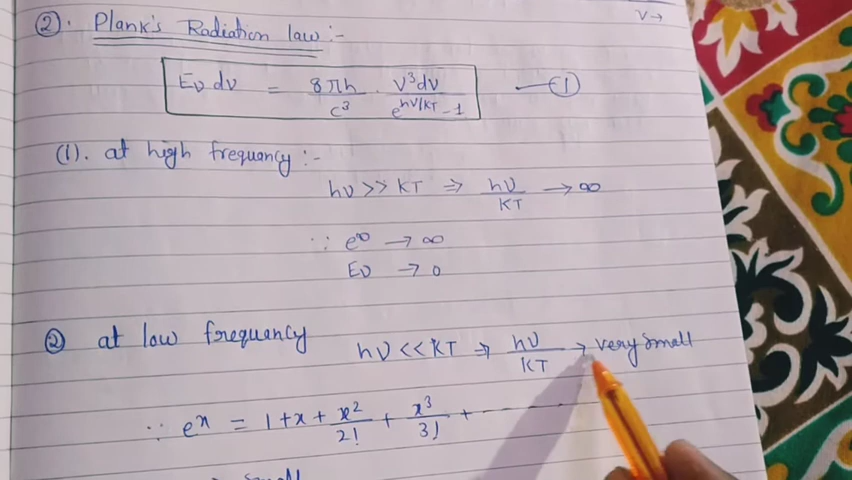 ν →
②. Plank's Radiation law :-
Eν dν = 8πh/c³ · ν³dν/e^hν/KT - 1 —①
(1). at high frequency :-
hν >> KT ⇒ hν/KT → ∞
∵ e^∞ → ∞
Eν → 0
② at low frequency hν << KT ⇒ hν/KT → very small
∵ eˣ = 1 + x + x²/2! + x³/3! + ------
small